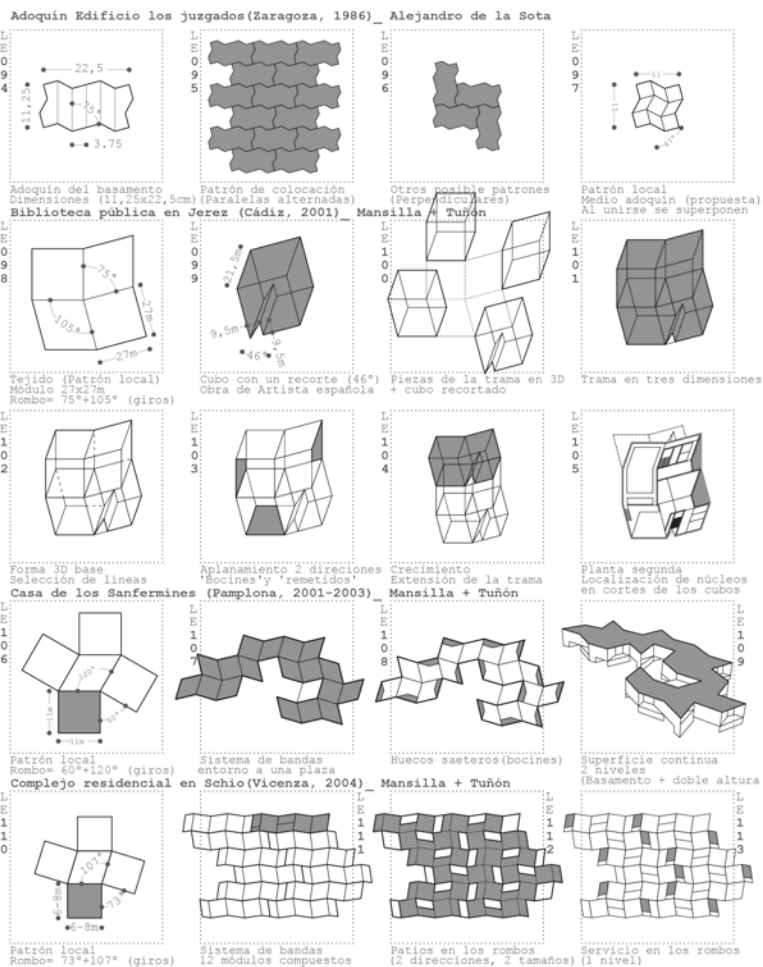 Adoquín Edificio los juzgados(Zaragoza, 1986)_ Alejandro de la Sota
LE094
22,5
11,25
75°
3.75
Adoquín del basamento
Dimensiones (11,25x22,5cm)
LE095
Patrón de colocación
(Paralelas alternadas)
LE096
Otros posible patrones
(Perpendiculares)
LE097
11
11
47°
Patrón local
Medio adoquín (propuesta)
Al unirse se superponen
Biblioteca pública en Jerez (Cádiz, 2001)_ Mansilla + Tuñón
LE098
75°
105°
27m
27m
Tejido (Patrón local)
Módulo 27x27m
Rombo= 75°+105° (giros)
LE099
21,5m
9,5m
9,5m
46°
Cubo con un recorte (46°)
Obra de Artista española
LE100
Piezas de la trama en 3D
+ cubo recortado
LE101
Trama en tres dimensiones
LE102
Forma 3D base
Selección de líneas
LE103
Aplanamiento 2 direciones
'Bocines'y 'remetidos'
LE104
Crecimiento
Extensión de la trama
LE105
Planta segunda
Localización de núcleos
en cortes de los cubos
Casa de los Sanfermines (Pamplona, 2001-2003)_ Mansilla + Tuñón
LE106
120°
60°
11m
11m
Patrón local
Rombo= 60°+120° (giros)
LE107
Sistema de bandas
entorno a una plaza
LE108
Huecos saeteros(bocines)
LE109
Superficie continua
2 niveles
(Basamento + doble altura
Complejo residencial en Schio(Vicenza, 2004)_ Mansilla + Tuñón
LE110
107°
73°
6-8m
6-8m
Patrón local
Rombo= 73°+107° (giros)
LE111
Sistema de bandas
12 módulos compuestos
LE112
Patios en los rombos
(2 direcciones, 2 tamaños)
LE113
Servicio en los rombos
(1 nivel)